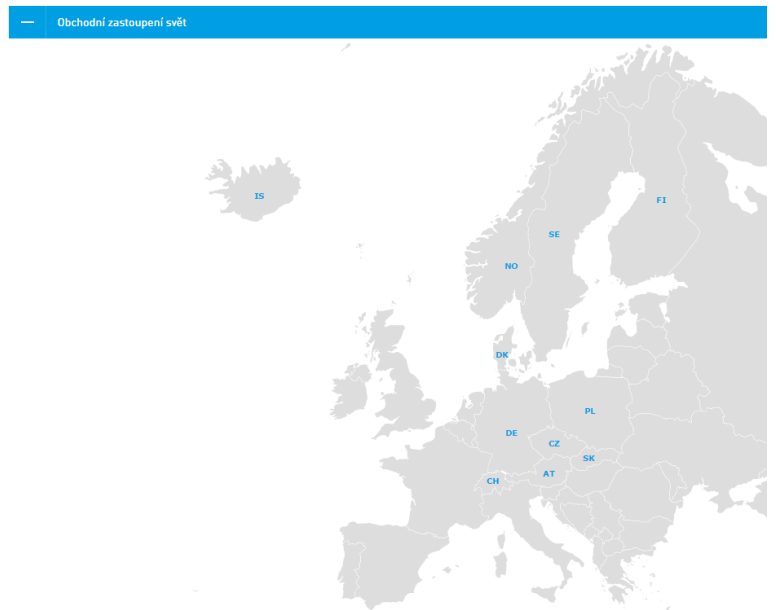 Obchodní zastoupení svět
IS
FI
SE
NO
DK
PL
DE
CZ
SK
AT
CH